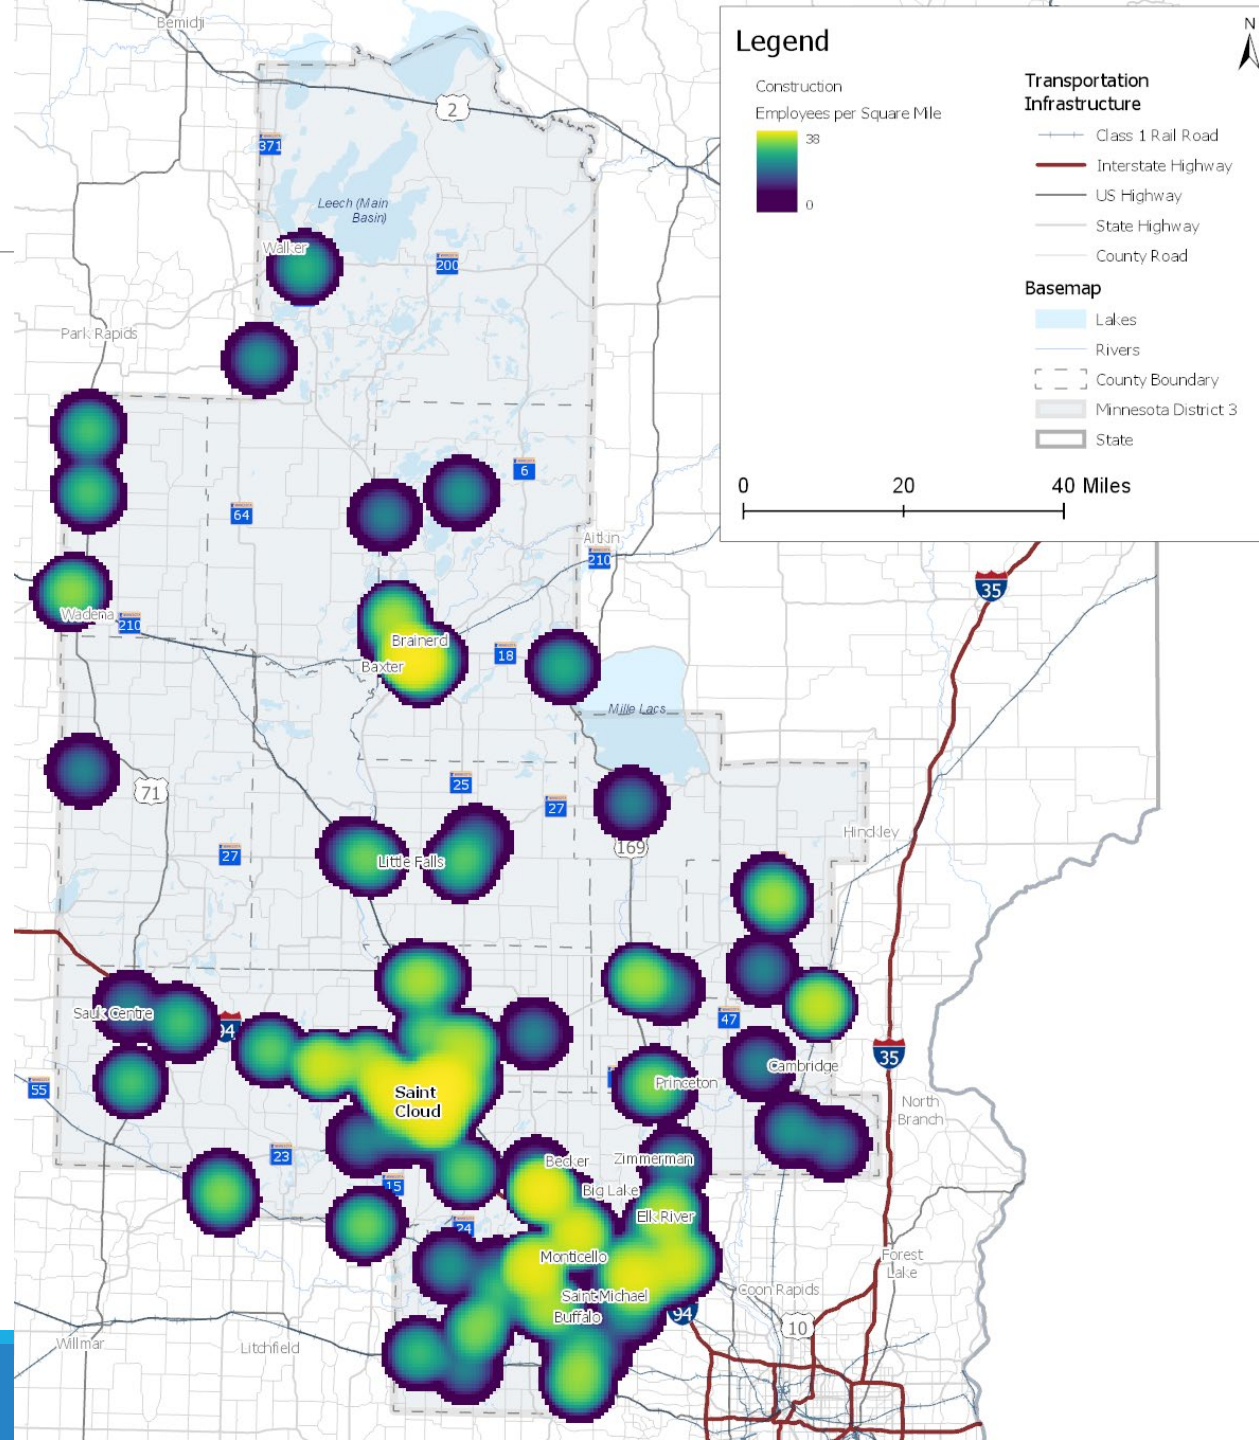 Bemidji
Legend
N
Construction
Employees per Square Mile
38
0
Transportation
Infrastructure
Class 1 Rail Road
Interstate Highway
US Highway
State Highway
County Road
Basemap
Lakes
Rivers
County Boundary
Minnesota District 3
State
0 20 40 Miles
2
371
Leech (Main
Basin)
Walker
200
Park Rapids
6
64
Aitkin
210
35
Wadena
210
Brainerd
18
Baxter
Mille Lacs
25
71
27
Hinckley
169
27
Little Falls
Sauk Centre
94
47
35
Cambridge
55
Princeton
Saint
Cloud
North
Branch
23
Becker
Zimmerman
15
Big Lake
24
Elk River
Monticello
Forest
Lake
Saint Michael
Coon Rapids
Buffalo
94
10
Willmar
Litchfield